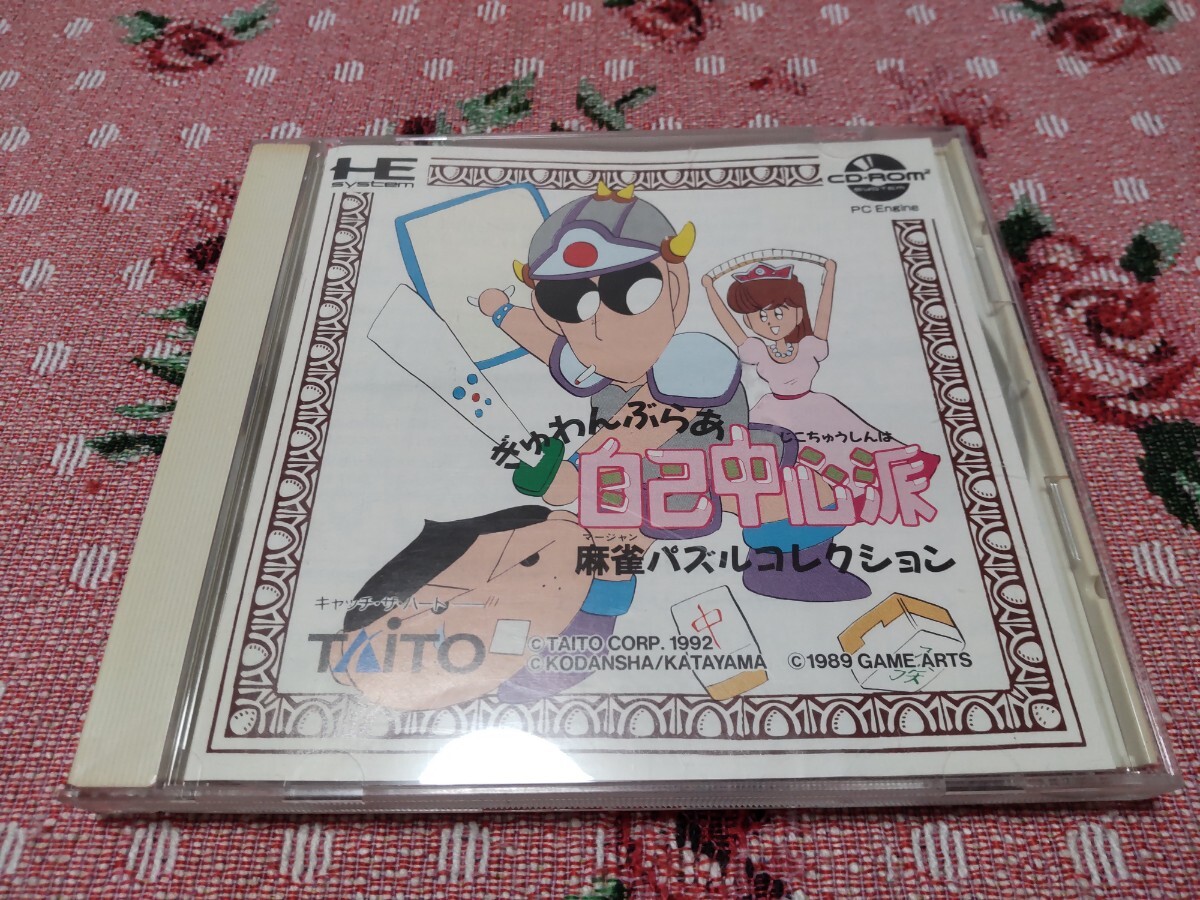 HE
system
CD-ROM²
SYSTEM
PC Engine
ぎゅわんぶらあ
じこちゅうしんは
自己中心派
マージャン
麻雀パズルコレクション
キャッチ・ザ・ハート
TAITO
© TAITO CORP. 1992
© KODANSHA/KATAYAMA
© 1989 GAME ARTS
中